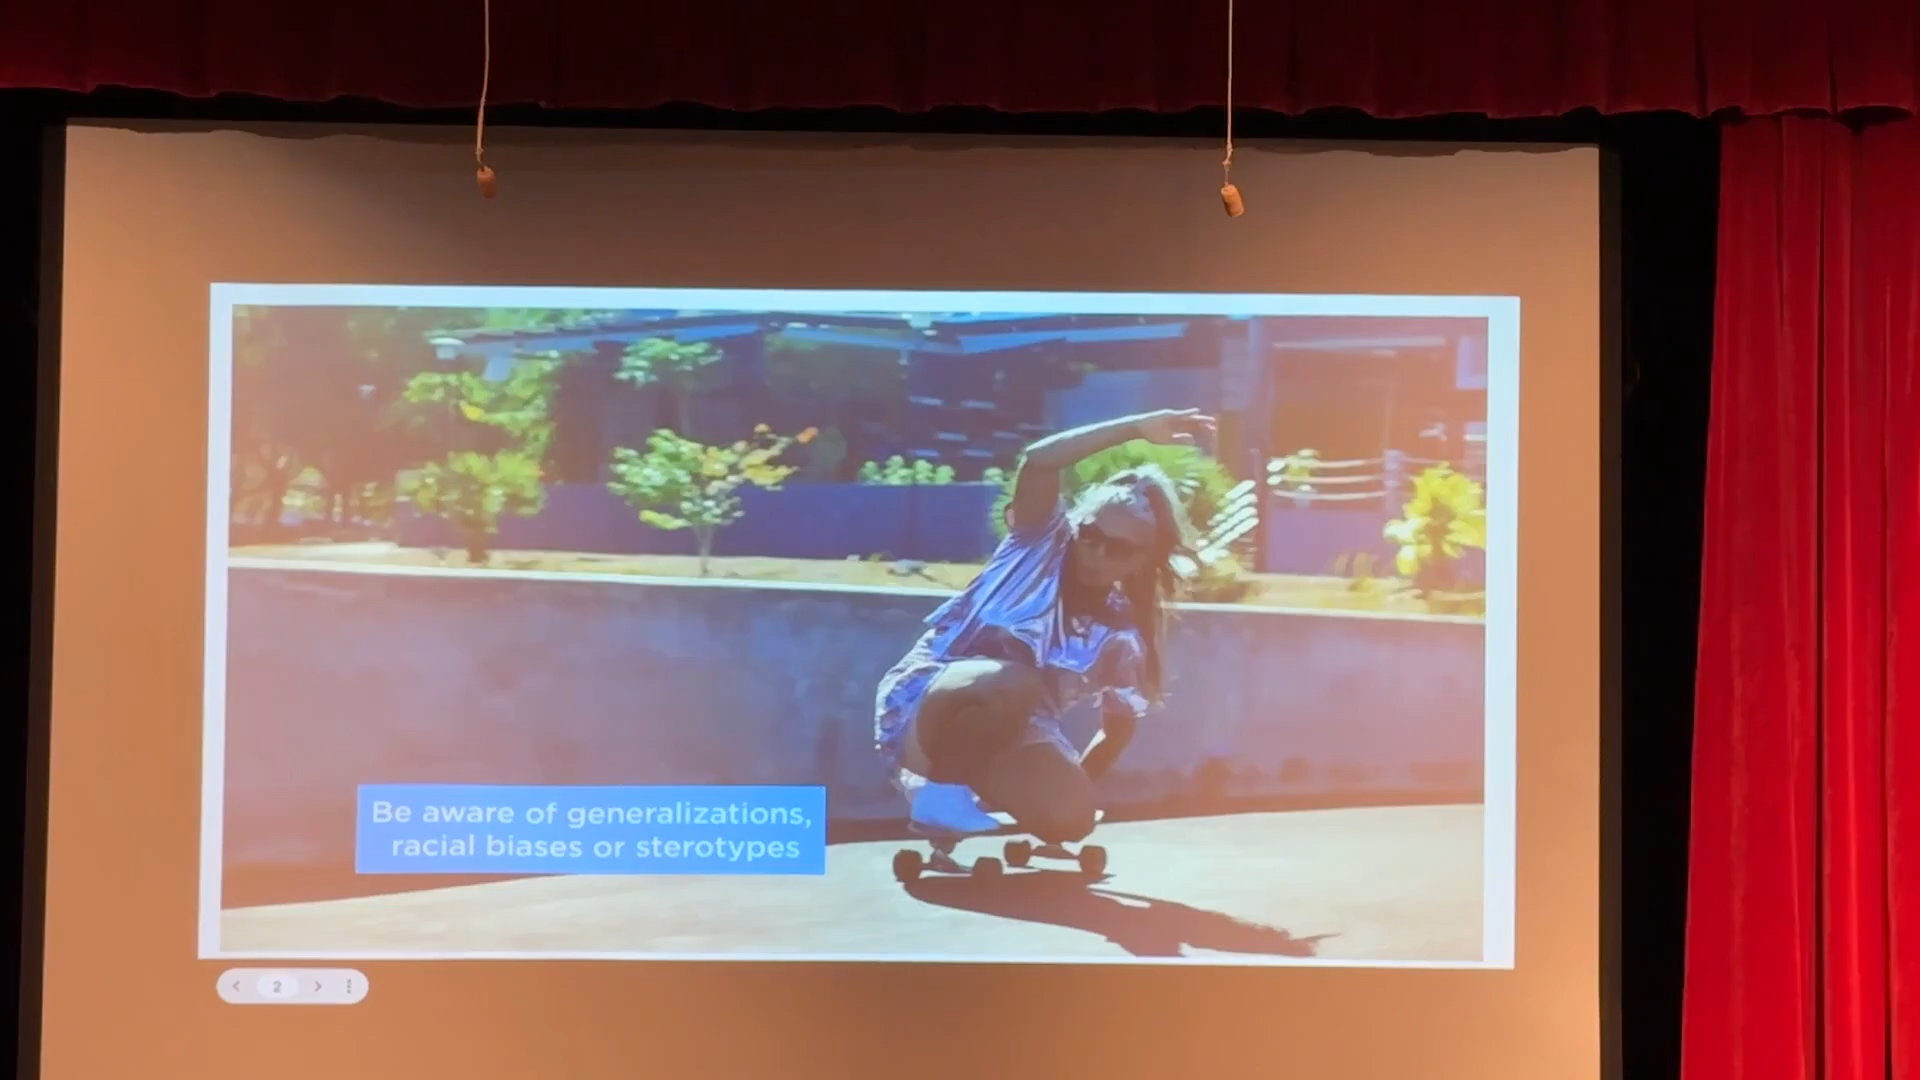 Be aware of generalizations,
racial biases or sterotypes
2